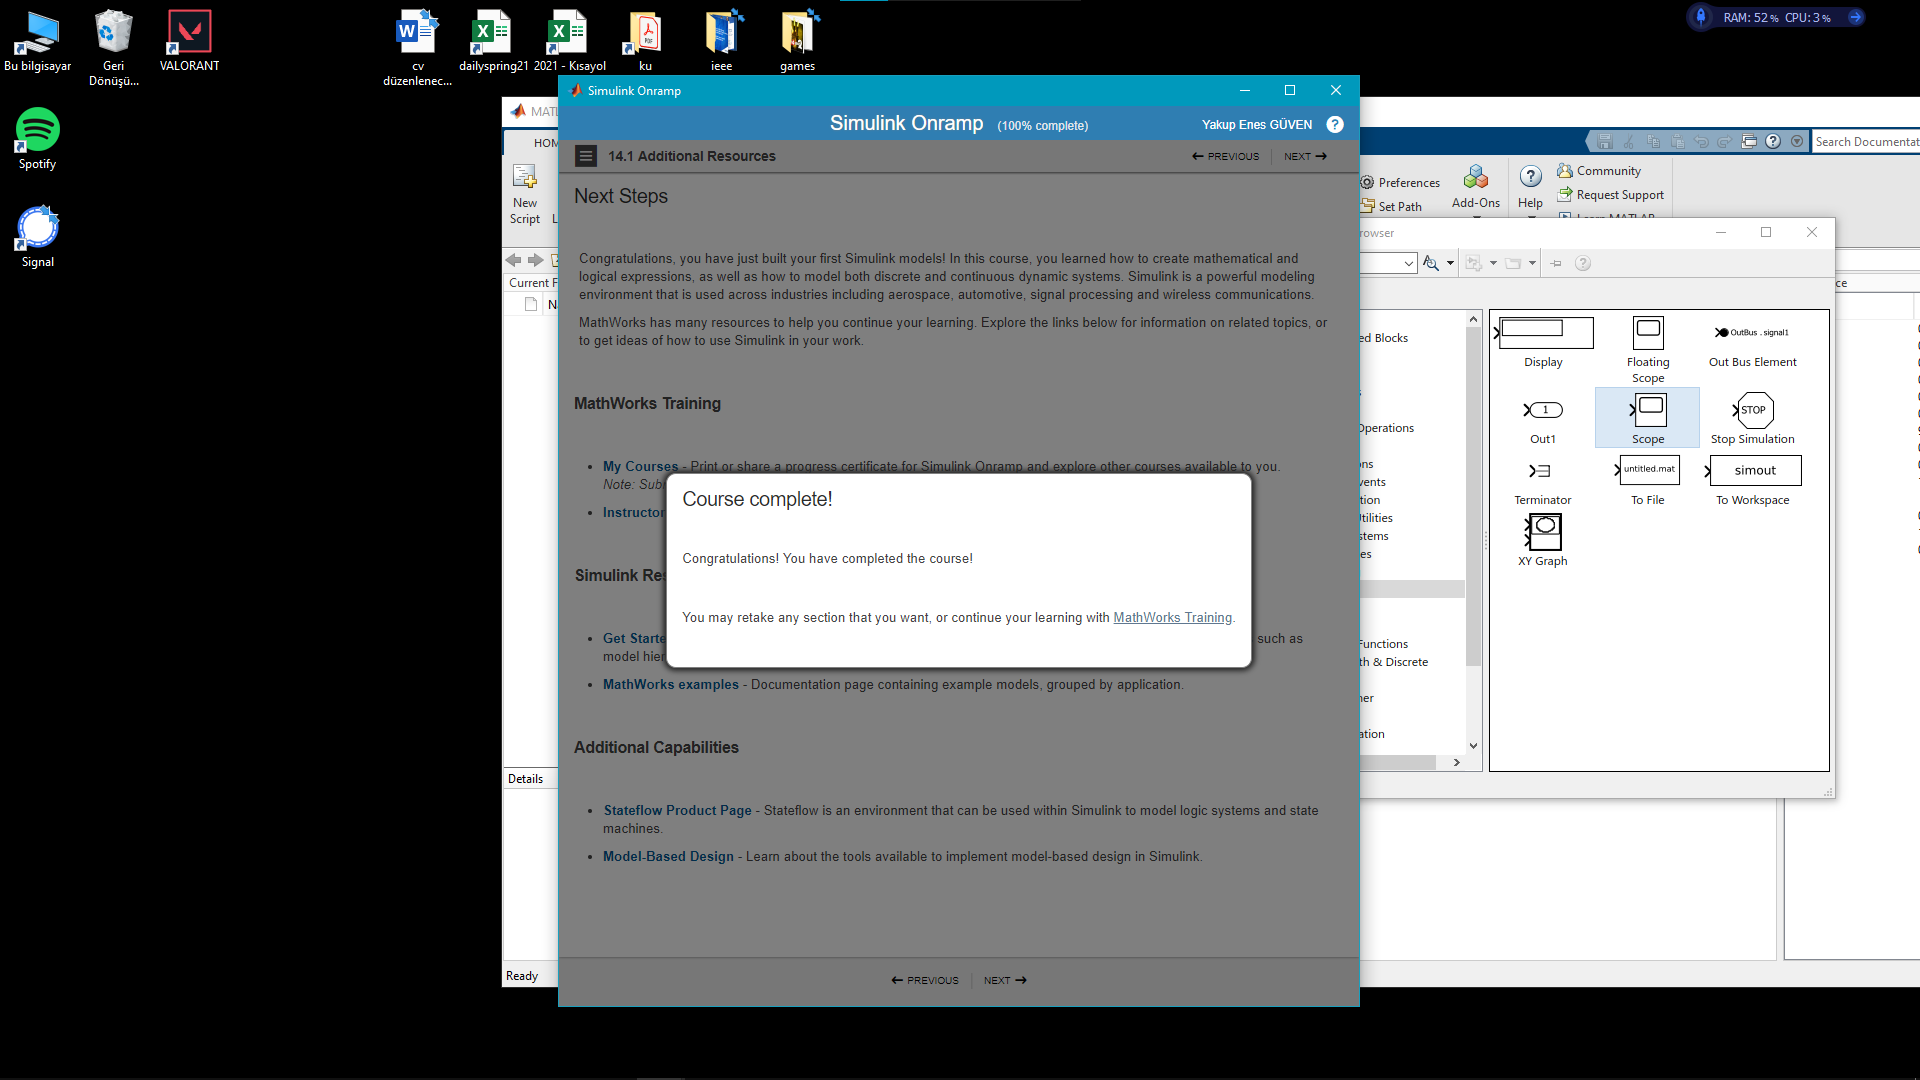 Bu bilgisayar
Geri
Dönüşü...
VALORANT
cv
düzenlenec...
dailyspring21
2021 - Kısayol
ku
ieee
games
RAM: 52 % CPU: 3 %
Spotify
Signal
Simulink Onramp
Simulink Onramp (100% complete)
Yakup Enes GÜVEN
14.1 Additional Resources
PREVIOUS
NEXT
Next Steps
Congratulations, you have just built your first Simulink models! In this course, you learned how to create mathematical and
logical expressions, as well as how to model both discrete and continuous dynamic systems. Simulink is a powerful modeling
environment that is used across industries including aerospace, automotive, signal processing and wireless communications.
MathWorks has many resources to help you continue your learning. Explore the links below for information on related topics, or
to get ideas of how to use Simulink in your work.
MathWorks Training
My Courses - Print or share a progress certificate for Simulink Onramp and explore other courses available to you.
Note: Sub
Instructor
Course complete!
Congratulations! You have completed the course!
You may retake any section that you want, or continue your learning with MathWorks Training.
Simulink Res
Get Starte
such as
model hier
MathWorks examples - Documentation page containing example models, grouped by application.
Additional Capabilities
Stateflow Product Page - Stateflow is an environment that can be used within Simulink to model logic systems and state
machines.
Model-Based Design - Learn about the tools available to implement model-based design in Simulink.
PREVIOUS
NEXT
MATL
HOM
New
Script
L
Current F
Na
Details
Ready
Search Documentat
Preferences
Set Path
Add-Ons
Help
Community
Request Support
Learn MATLAB
rowser
ce
ed Blocks
s
Operations
ons
vents
tion
Utilities
stems
es
Functions
th & Discrete
ner
ation
Display
Floating
Scope
OutBus . signal1
Out Bus Element
1
Out1
Scope
STOP
Stop Simulation
Terminator
untitled.mat
To File
simout
To Workspace
XY Graph